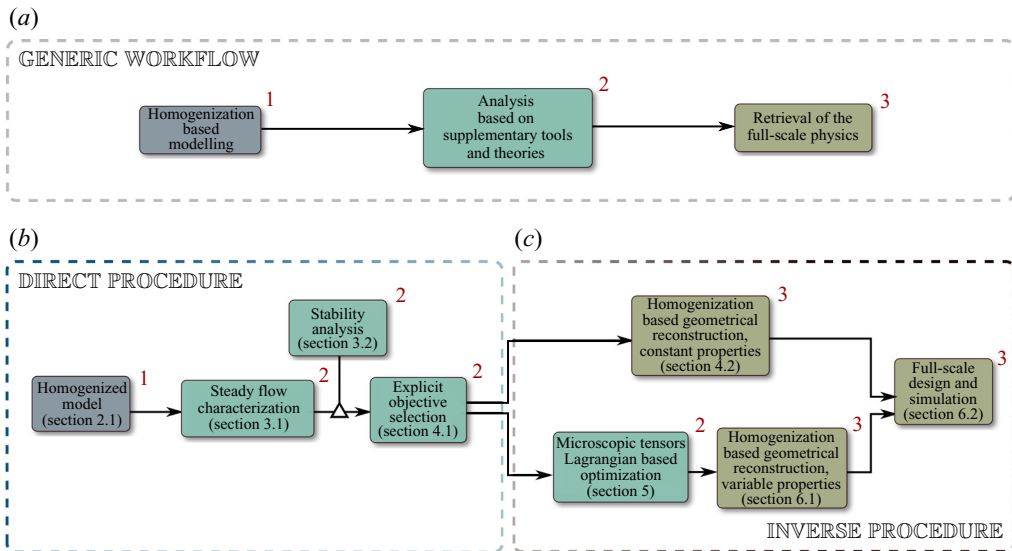 (a)
GENERIC WORKFLOW
1
Homogenization
based
modelling
2
Analysis
based on
supplementary tools
and theories
3
Retrieval of the
full-scale physics
(b)
DIRECT PROCEDURE
1
Homogenized
model
(section 2.1)
2
Steady flow
characterization
(section 3.1)
2
Stability
analysis
(section 3.2)
2
Explicit
objective
selection
(section 4.1)
(c)
3
Homogenization
based geometrical
reconstruction,
constant properties
(section 4.2)
2
Microscopic tensors
Lagrangian based
optimization
(section 5)
3
Homogenization
based geometrical
reconstruction,
variable properties
(section 6.1)
3
Full-scale
design and
simulation
(section 6.2)
INVERSE PROCEDURE